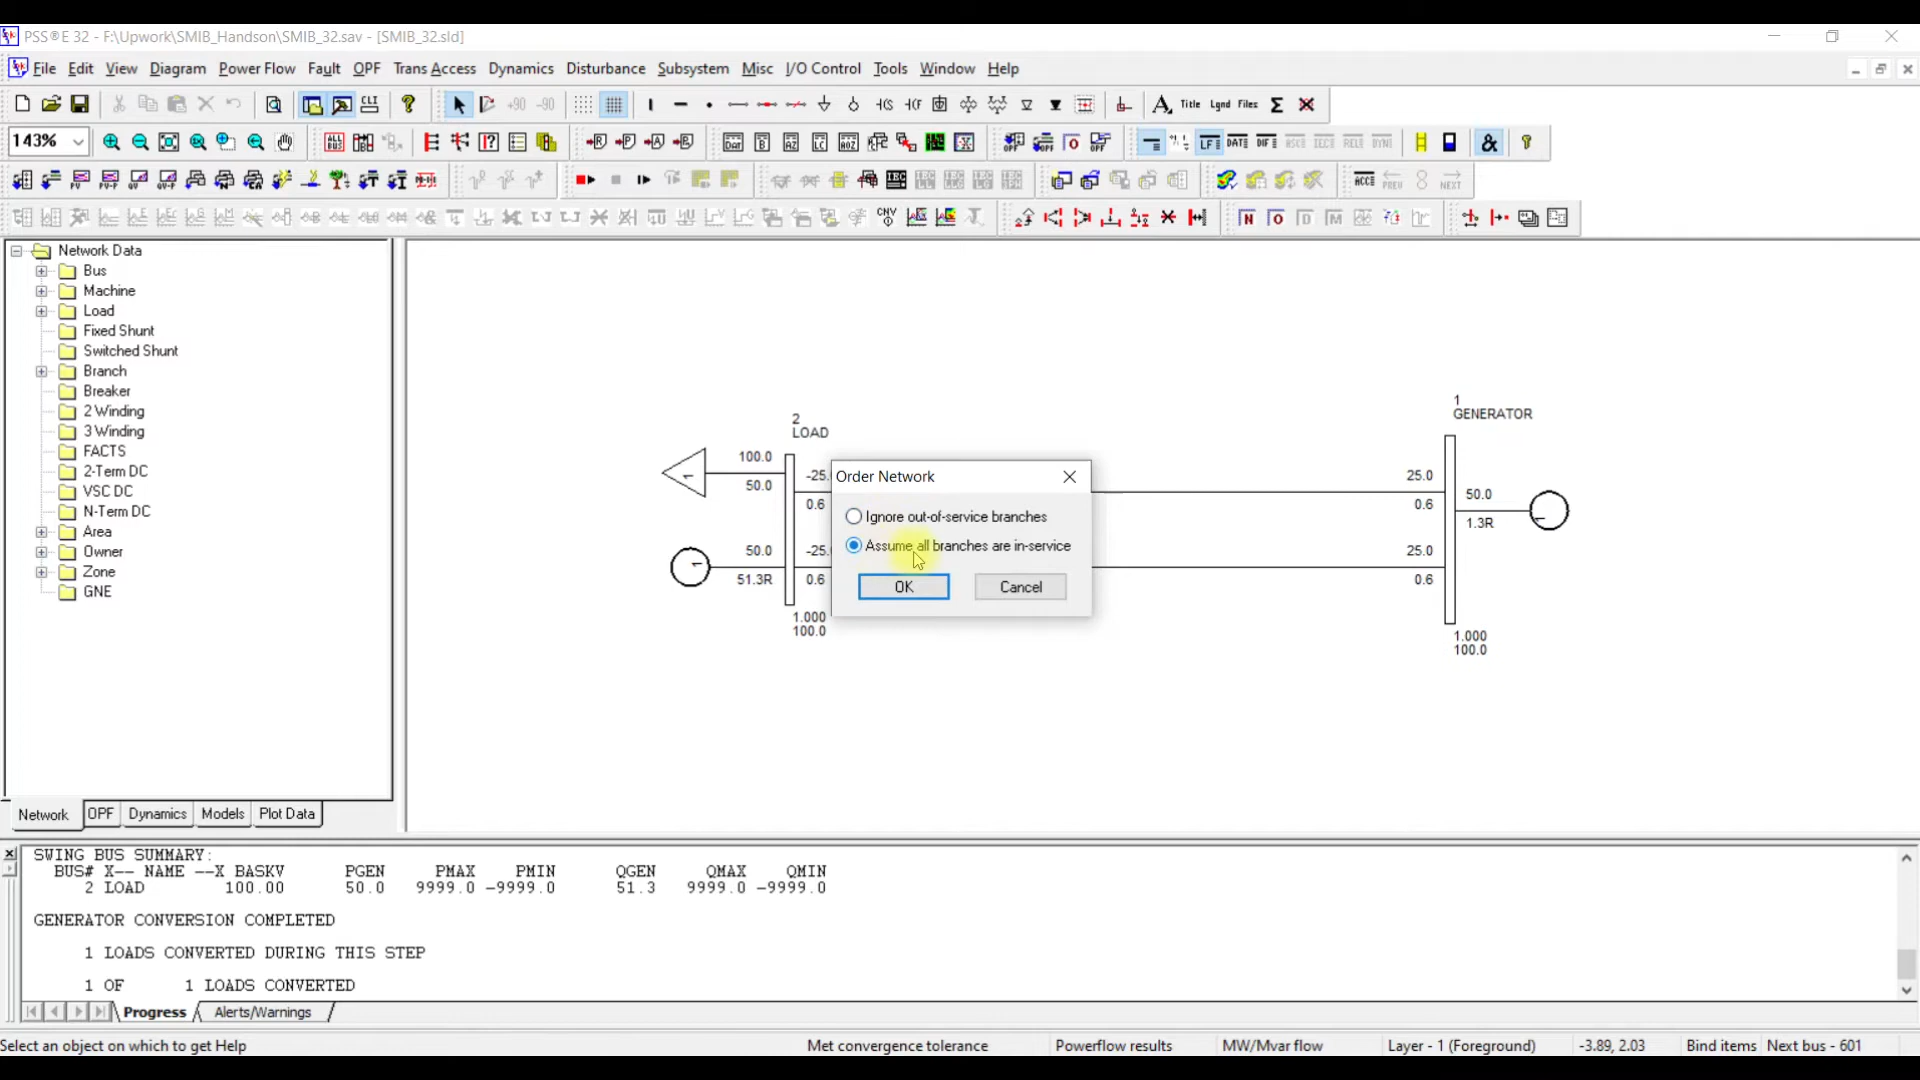 PSS®E 32 - F:\Upwork\SMIB_Handson\SMIB_32.sav - [SMIB_32.sld]
File Edit View Diagram Power Flow Fault OPF Trans Access Dynamics Disturbance Subsystem Misc I/O Control Tools Window Help
CLI +90 -90 Title Lgnd Files
143%
Network Data
Bus
Machine
Load
Fixed Shunt
Switched Shunt
Branch
Breaker
2 Winding
3 Winding
FACTS
2-Term DC
VSC DC
N-Term DC
Area
Owner
Zone
GNE
Network OPF Dynamics Models Plot Data
2
LOAD
100.0
50.0
-25.
0.6
50.0
51.3R
-25.
0.6
1.000
100.0
Order Network
Ignore out-of-service branches
Assume all branches are in-service
OK Cancel
1
GENERATOR
25.0
0.6
50.0
1.3R
25.0
0.6
1.000
100.0
SWING BUS SUMMARY:
BUS# X-- NAME --X BASKV PGEN PMAX PMIN QGEN QMAX QMIN
2 LOAD 100.00 50.0 9999.0 -9999.0 51.3 9999.0 -9999.0
GENERATOR CONVERSION COMPLETED
1 LOADS CONVERTED DURING THIS STEP
1 OF 1 LOADS CONVERTED
Progress Alerts/Warnings
Select an object on which to get Help Met convergence tolerance Powerflow results MW/Mvar flow Layer - 1 (Foreground) -3.89, 2.03 Bind items Next bus - 601